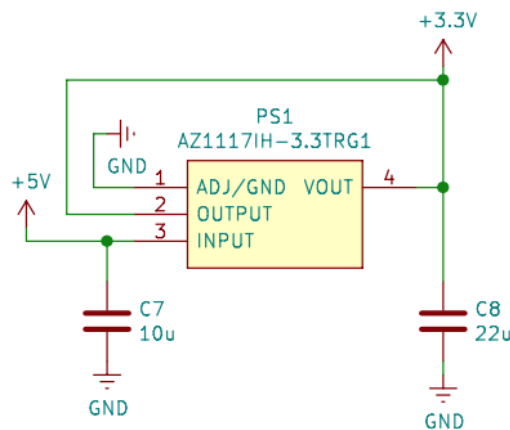 +3.3V
PS1
AZ1117IH-3.3TRG1
GND
+5V
1 ADJ/GND VOUT 4
2 OUTPUT
3 INPUT
C7
10u
C8
22u
GND
GND